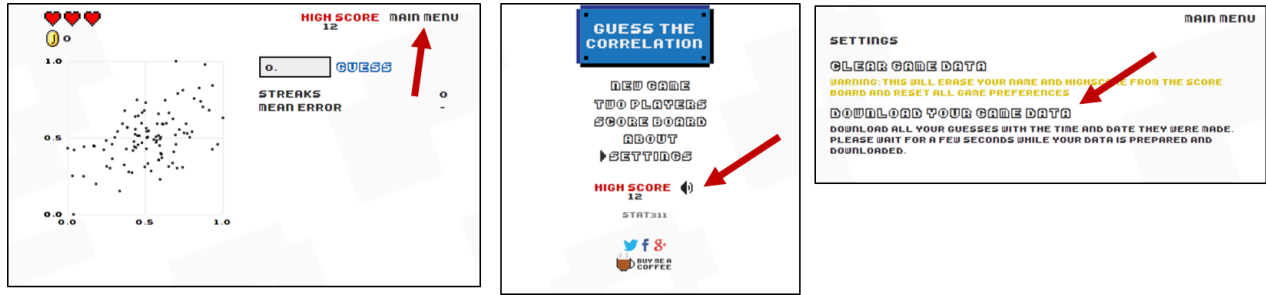 HIGH SCORE MAIN MENU
12
0
1.0
0.
GUESS
STREAKS 0
MEAN ERROR -
0.5
0.0
0.0 0.5 1.0
GUESS THE
CORRELATION
NEW GAME
TWO PLAYERS
SCORE BOARD
ABOUT
SETTINGS
HIGH SCORE
12
STAT311
BUY ME A
COFFEE
MAIN MENU
SETTINGS
CLEAR GAME DATA
WARNING: THIS WILL ERASE YOUR NAME AND HIGHSCORE FROM THE SCORE
BOARD AND RESET ALL GAME PREFERENCES
DOWNLOAD YOUR GAME DATA
DOWNLOAD ALL YOUR GUESSES WITH THE TIME AND DATE THEY WERE MADE.
PLEASE WAIT FOR A FEW SECONDS WHILE YOUR DATA IS PREPARED AND
DOWNLOADED.